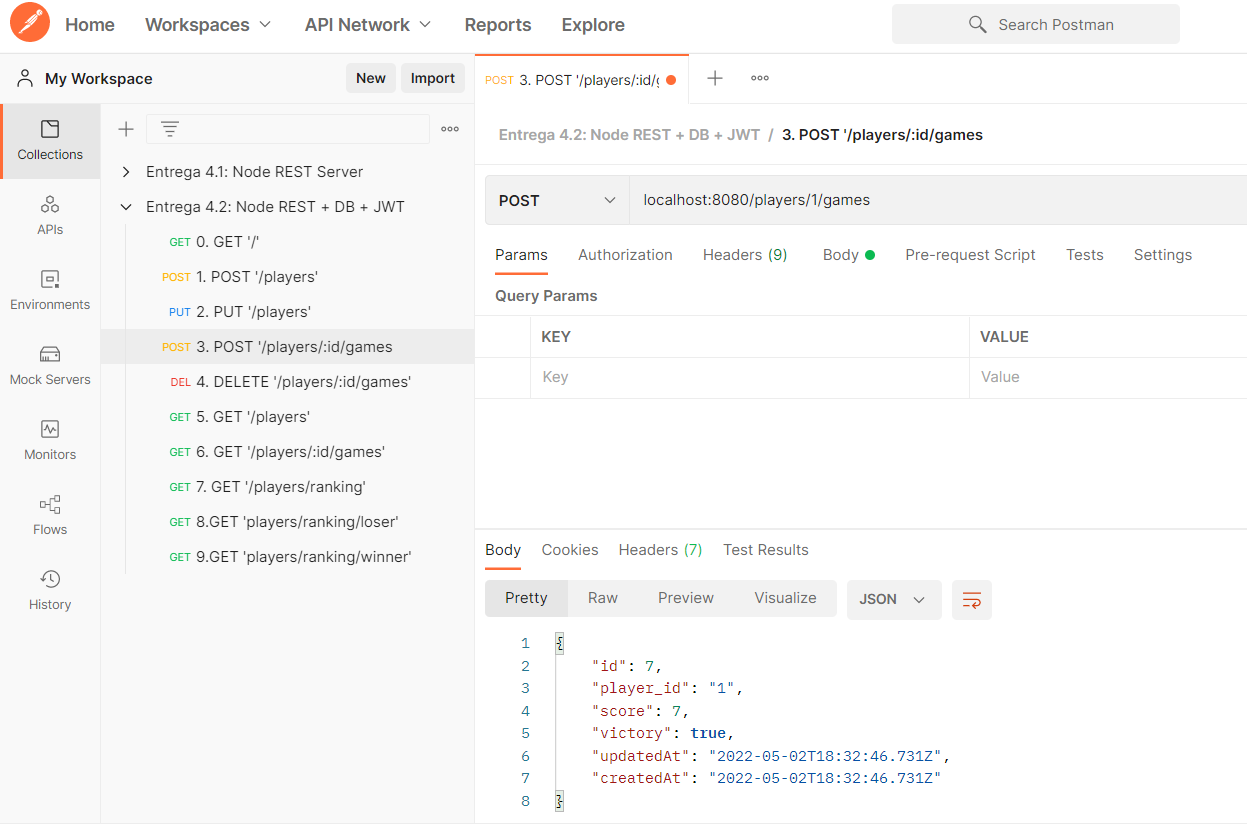 Home Workspaces API Network Reports Explore Search Postman
My Workspace New Import
Collections
APIs
Environments
Mock Servers
Monitors
Flows
History
Entrega 4.1: Node REST Server
Entrega 4.2: Node REST + DB + JWT
GET 0. GET '/'
POST 1. POST '/players'
PUT 2. PUT '/players'
POST 3. POST '/players/:id/games
DEL 4. DELETE '/players/:id/games'
GET 5. GET '/players'
GET 6. GET '/players/:id/games'
GET 7. GET '/players/ranking'
GET 8.GET 'players/ranking/loser'
GET 9.GET 'players/ranking/winner'
POST 3. POST '/players/:id/g
Entrega 4.2: Node REST + DB + JWT / 3. POST '/players/:id/games
POST localhost:8080/players/1/games
Params Authorization Headers (9) Body Pre-request Script Tests Settings
Query Params
KEY VALUE
Key Value
Body Cookies Headers (7) Test Results
Pretty Raw Preview Visualize JSON
1 {
2 "id": 7,
3 "player_id": "1",
4 "score": 7,
5 "victory": true,
6 "updatedAt": "2022-05-02T18:32:46.731Z",
7 "createdAt": "2022-05-02T18:32:46.731Z"
8 }